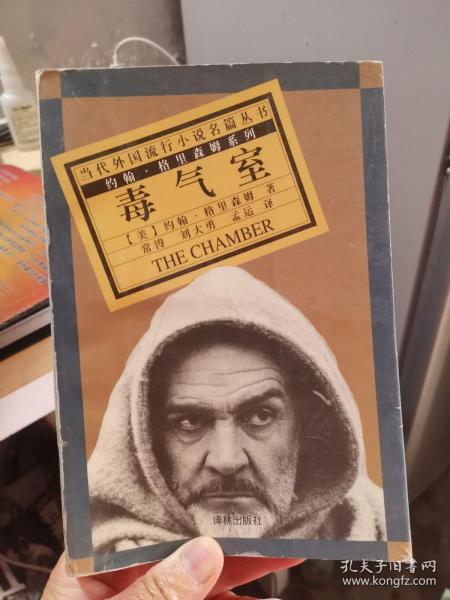 当代外国流行小说名篇丛书
约翰·格里森姆系列
毒气室
【美】约翰·格里森姆 著
常涛 刘大勇 孟运 译
THE CHAMBER
译林出版社
孔夫子旧书网
www.kongfz.com